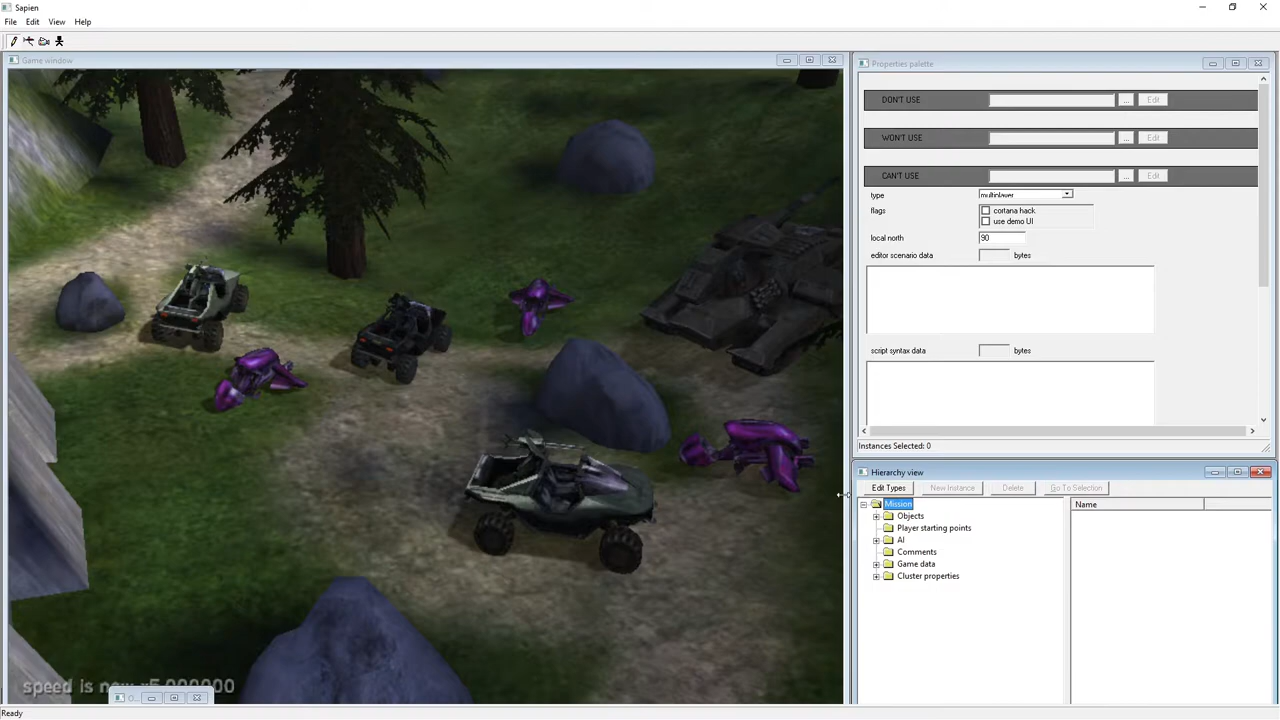 Sapien
File Edit View Help
Game window
speed is now
Properties palette
DON'T USE ... Edit
WON'T USE ... Edit
CAN'T USE ... Edit
type multiplayer
flags cortana hack
use demo UI
local north 90
editor scenario data bytes
script syntax data bytes
Instances Selected: 0
Hierarchy view
Edit Types New Instance Delete Go To Selection
Mission
Objects
Player starting points
AI
Comments
Game data
Cluster properties
Name
Ready